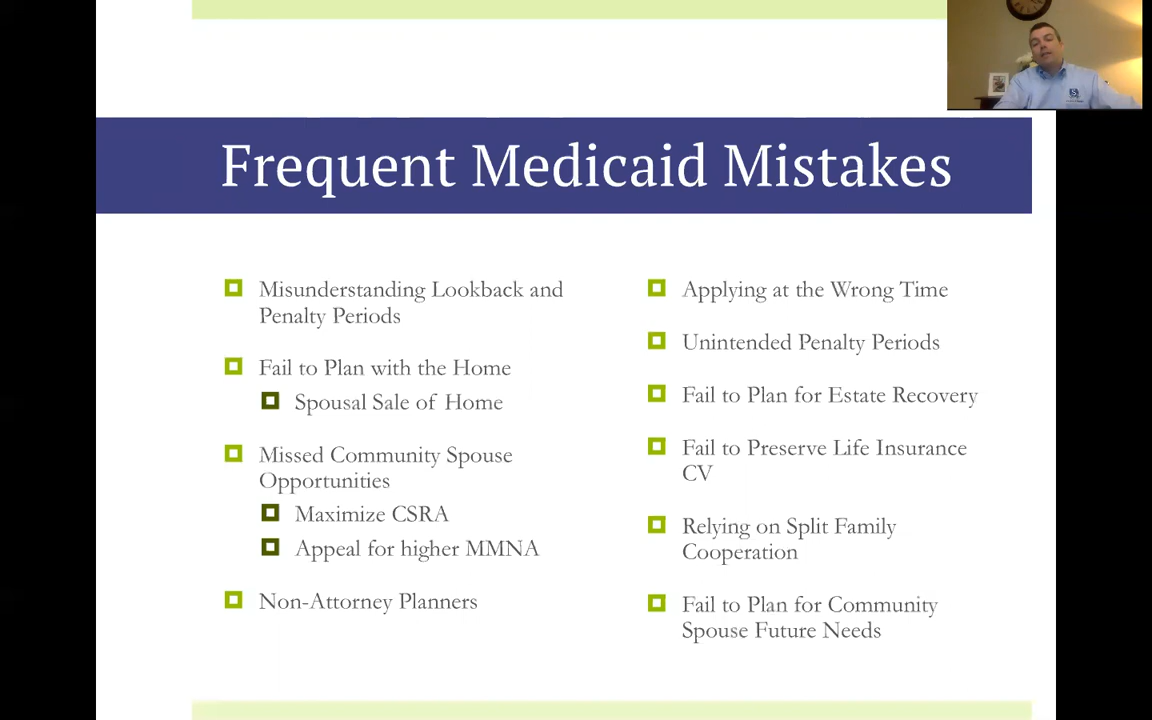 Frequent Medicaid Mistakes
Misunderstanding Lookback and
Penalty Periods
Fail to Plan with the Home
Spousal Sale of Home
Missed Community Spouse
Opportunities
Maximize CSRA
Appeal for higher MMNA
Non-Attorney Planners
Applying at the Wrong Time
Unintended Penalty Periods
Fail to Plan for Estate Recovery
Fail to Preserve Life Insurance
CV
Relying on Split Family
Cooperation
Fail to Plan for Community
Spouse Future Needs